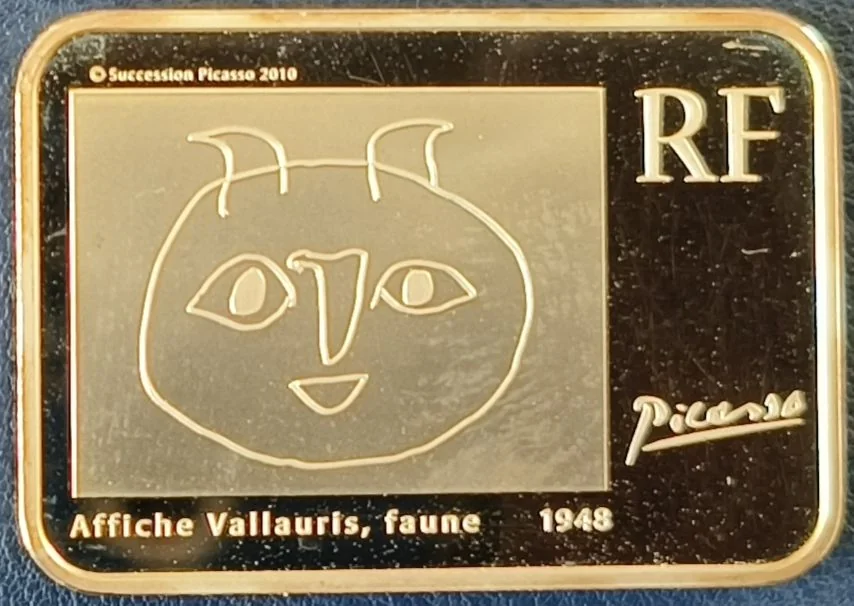 © Succession Picasso 2010
RF
Picasso
Affiche Vallauris, faune 1948